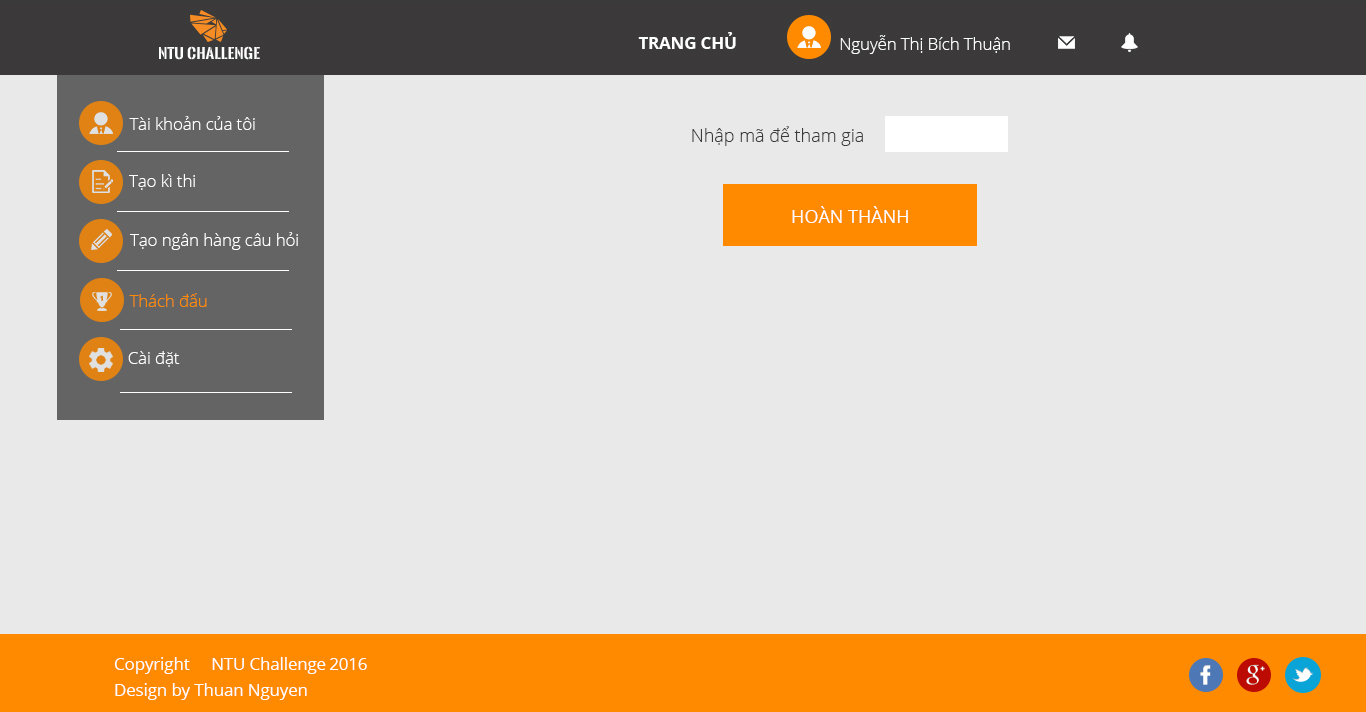 NTU CHALLENGE
TRANG CHỦ
Nguyễn Thị Bích Thuận
Tài khoản của tôi
Tạo kì thi
Tạo ngân hàng câu hỏi
Thách đấu
Cài đặt
Nhập mã để tham gia
HOÀN THÀNH
Copyright NTU Challenge 2016
Design by Thuan Nguyen